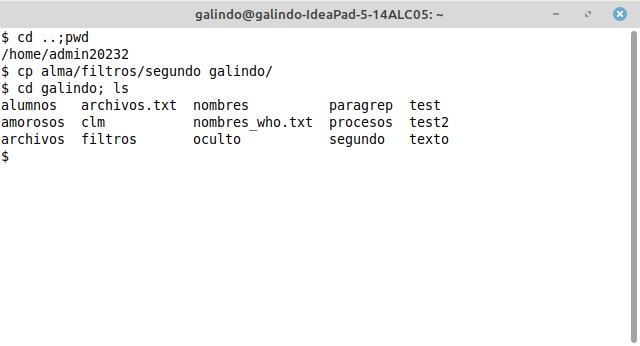 galindo@galindo-IdeaPad-5-14ALC05: ~
$ cd ..;pwd
/home/admin20232
$ cp alma/filtros/segundo galindo/
$ cd galindo; ls
alumnos   archivos.txt  nombres          paragrep  test
amorosos  clm           nombres_who.txt  procesos  test2
archivos  filtros       oculto           segundo   texto
$